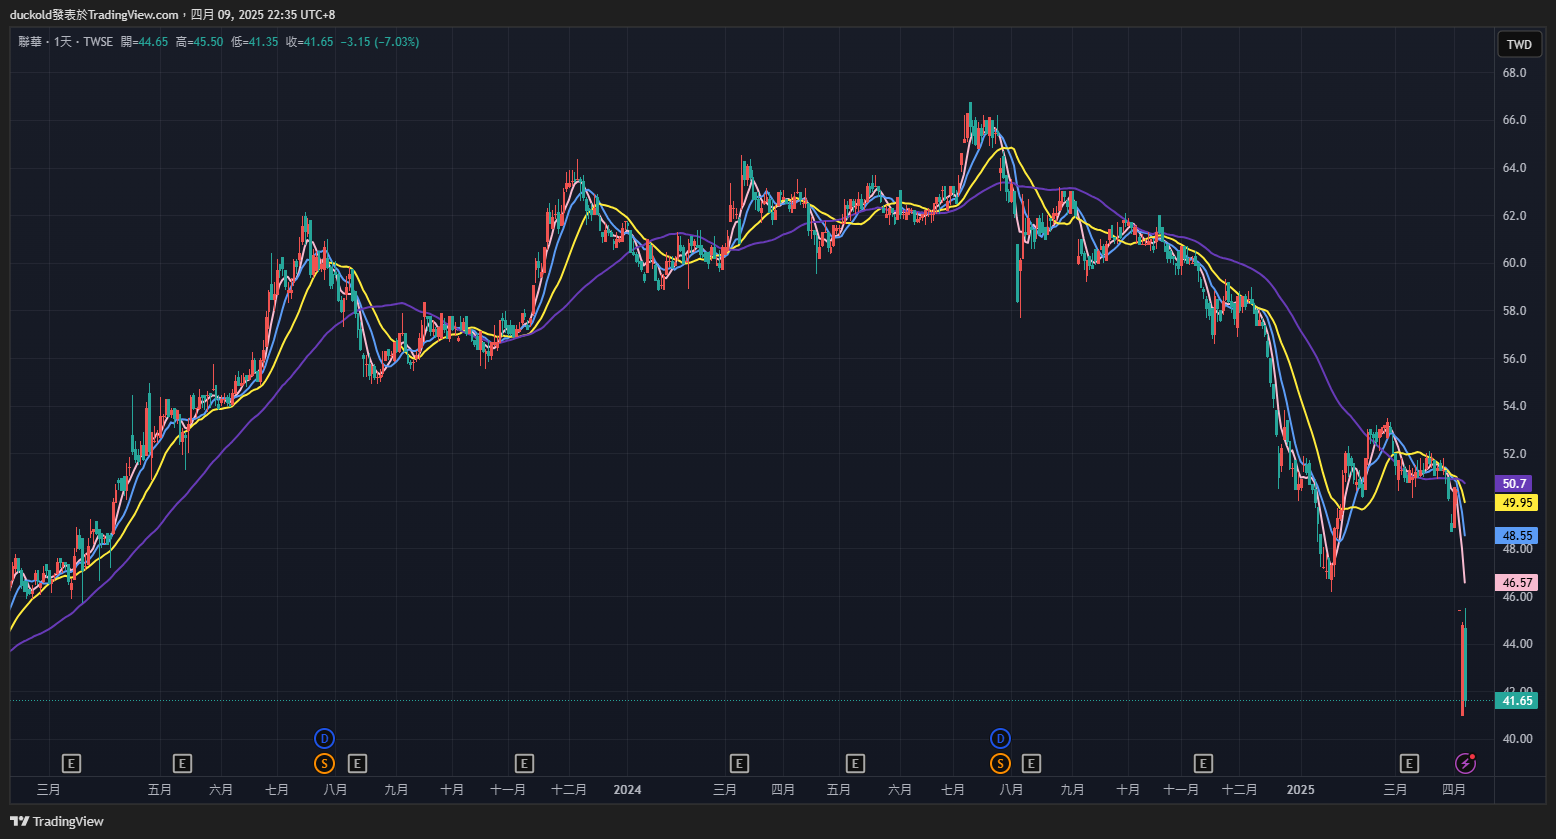 duckold發表於TradingView.com，四月 09, 2025 22:35 UTC+8
聯華 · 1天 · TWSE 開=44.65 高=45.50 低=41.35 收=41.65 −3.15 (−7.03%)
TWD
68.0
66.0
64.0
62.0
60.0
58.0
56.0
54.0
52.0
50.7
49.95
48.55
48.00
46.57
46.00
44.00
42.00
41.65
40.00
D D
E E S E E E E S E E E
三月 五月 六月 七月 八月 九月 十月 十一月 十二月 2024 三月 四月 五月 六月 七月 八月 九月 十月 十一月 十二月 2025 三月 四月
TradingView